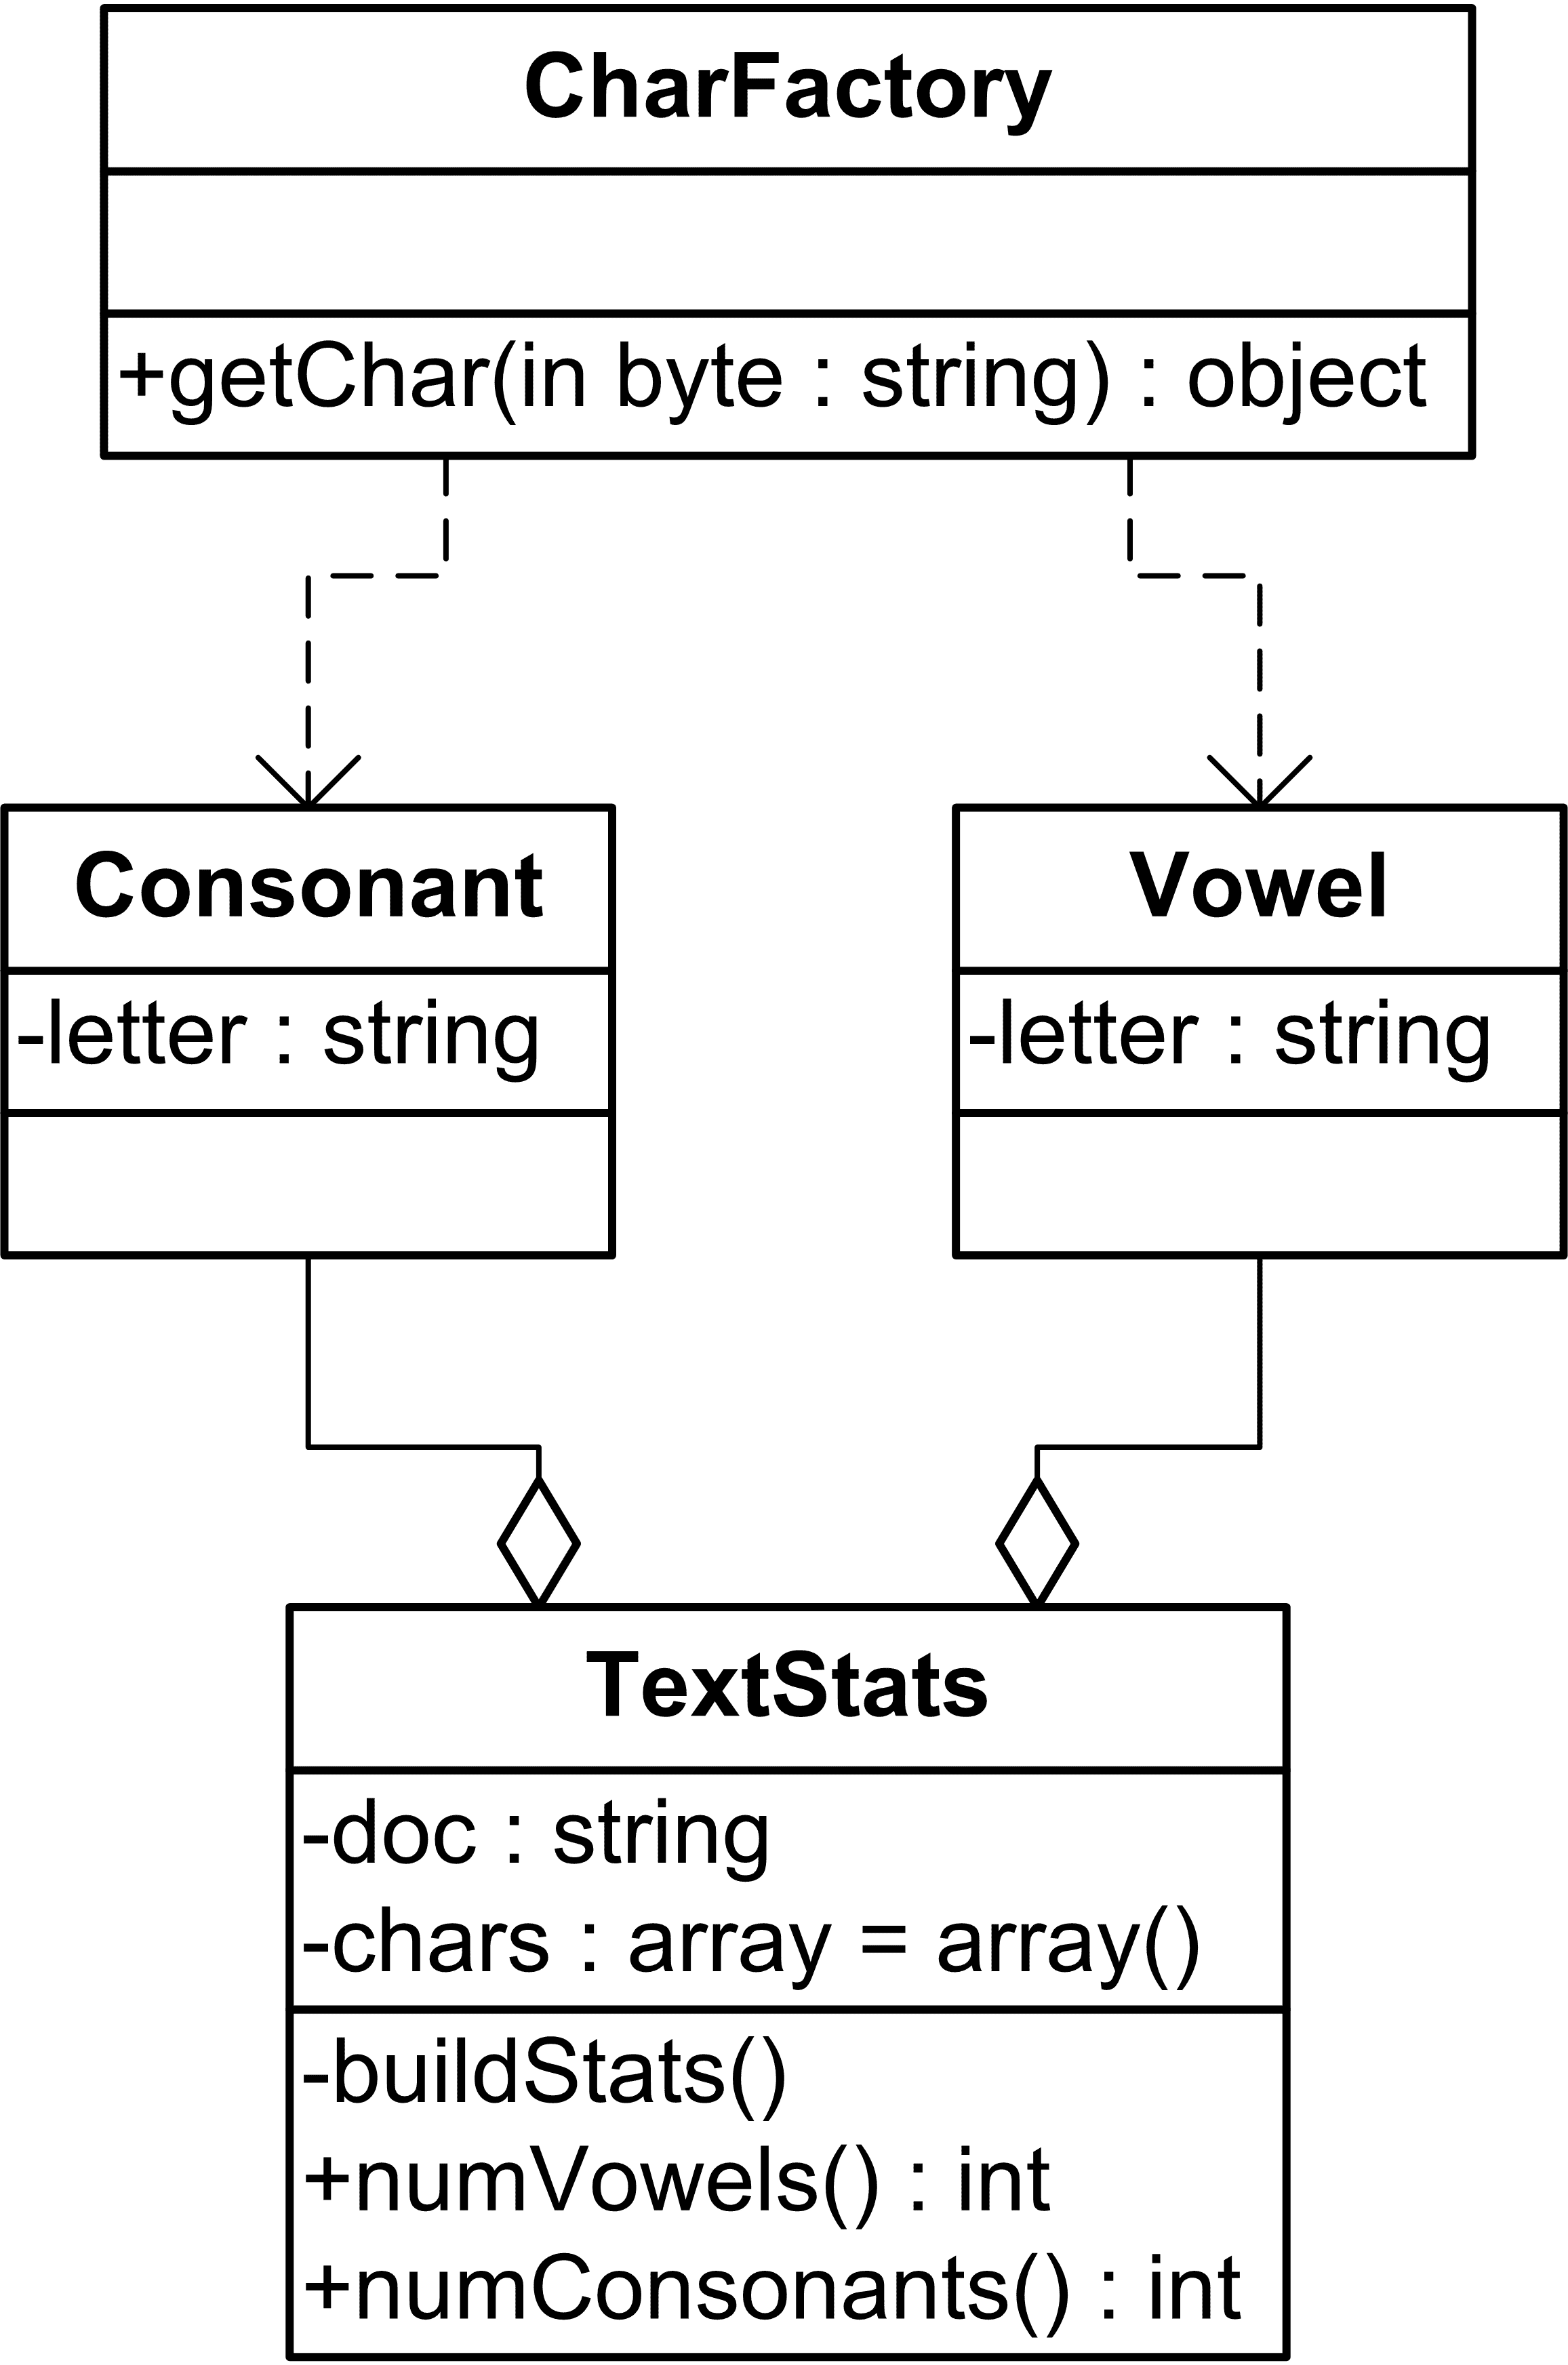 CharFactory
+getChar(in byte : string) : object
Consonant
-letter : string
Vowel
-letter : string
TextStats
-doc : string
-chars : array = array()
-buildStats()
+numVowels() : int
+numConsonants() : int